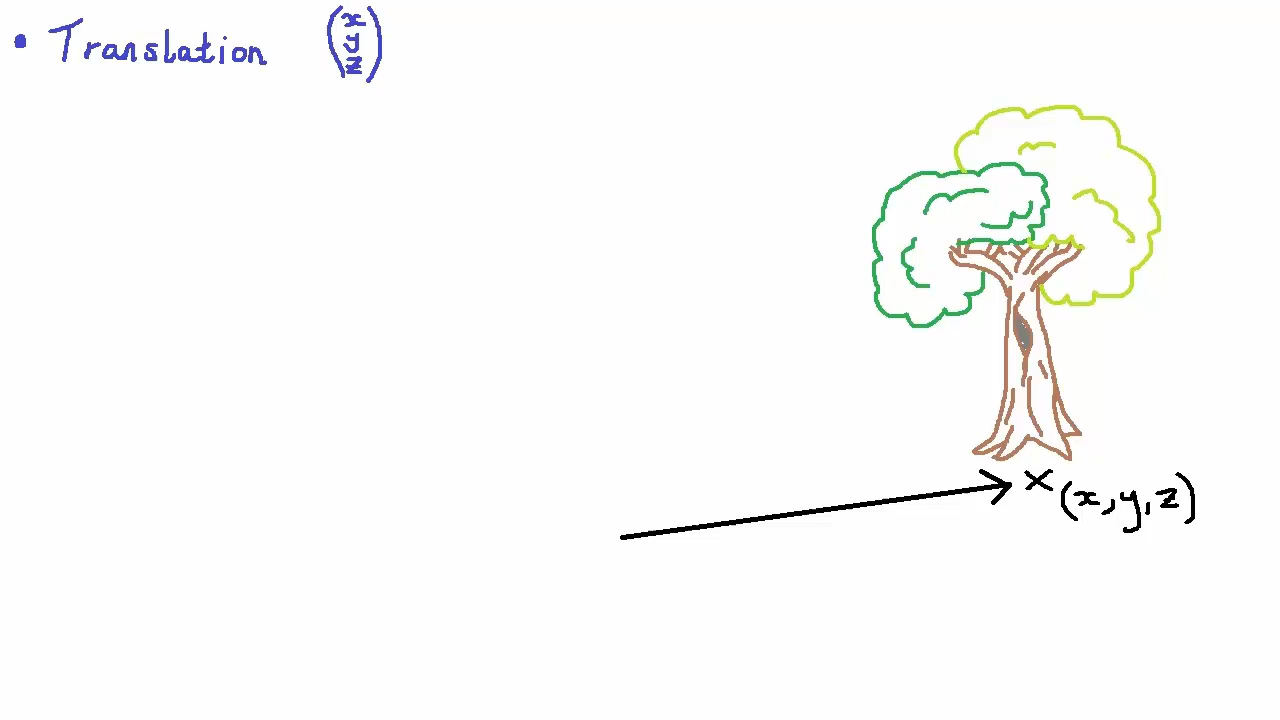 • Translation (x
y
z)
× (x, y, z)